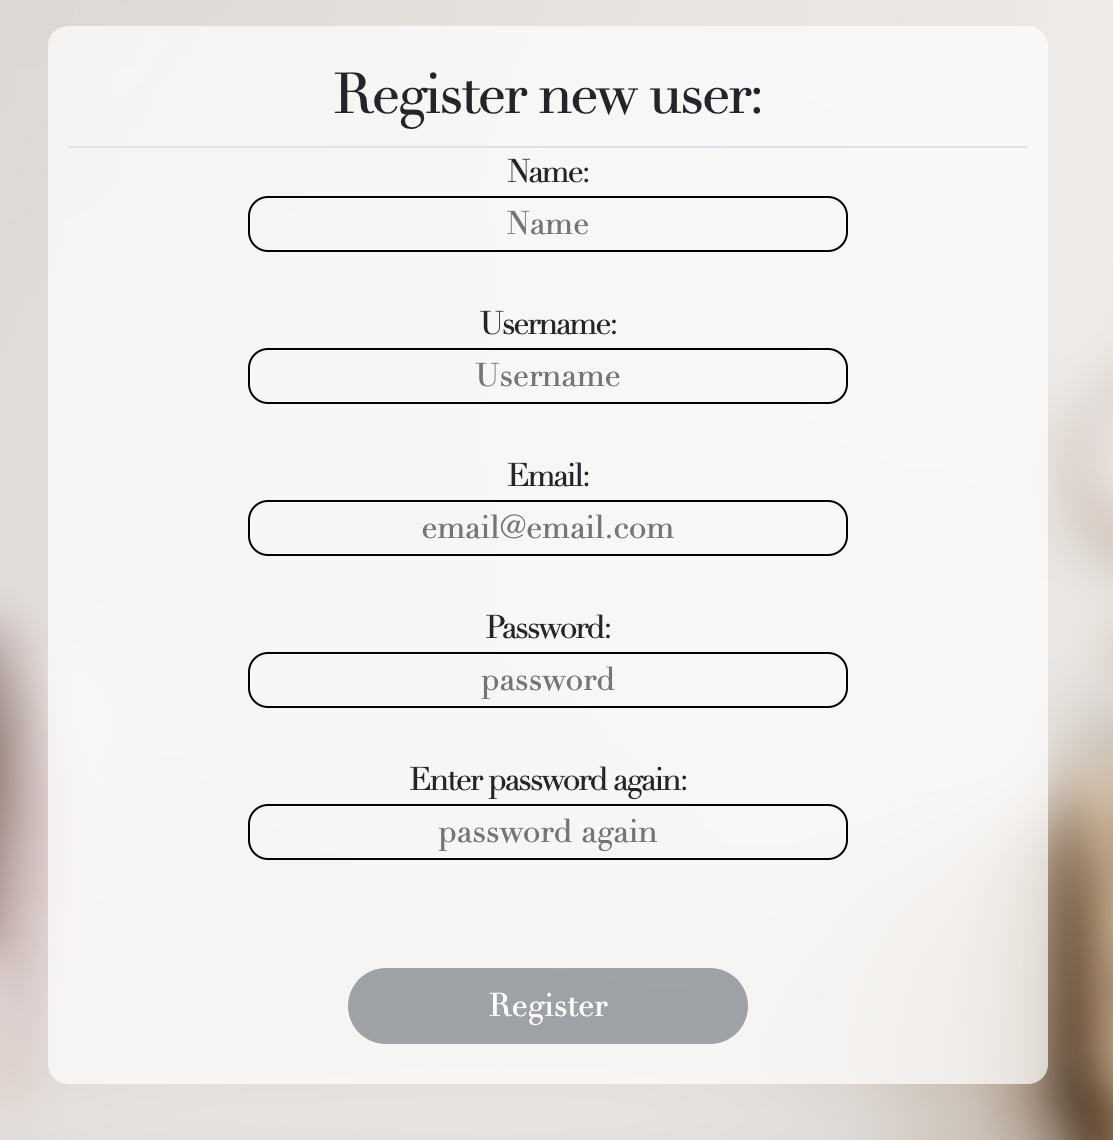 Register new user:
Name:
Name
Username:
Username
Email:
email@email.com
Password:
password
Enter password again:
password again
Register